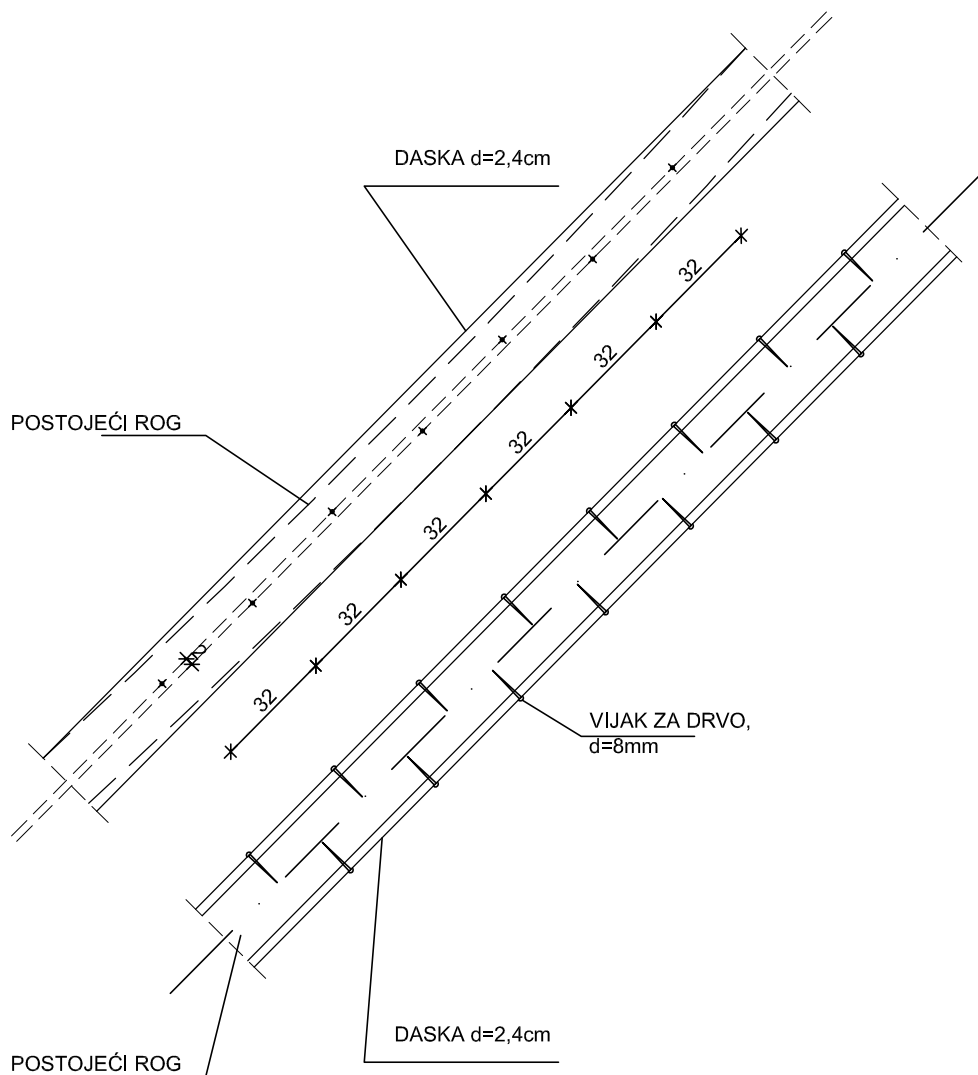 DASKA d=2,4cm
32
32
POSTOJEĆI ROG
32
32
32
32
VIJAK ZA DRVO,
d=8mm
DASKA d=2,4cm
POSTOJEĆI ROG